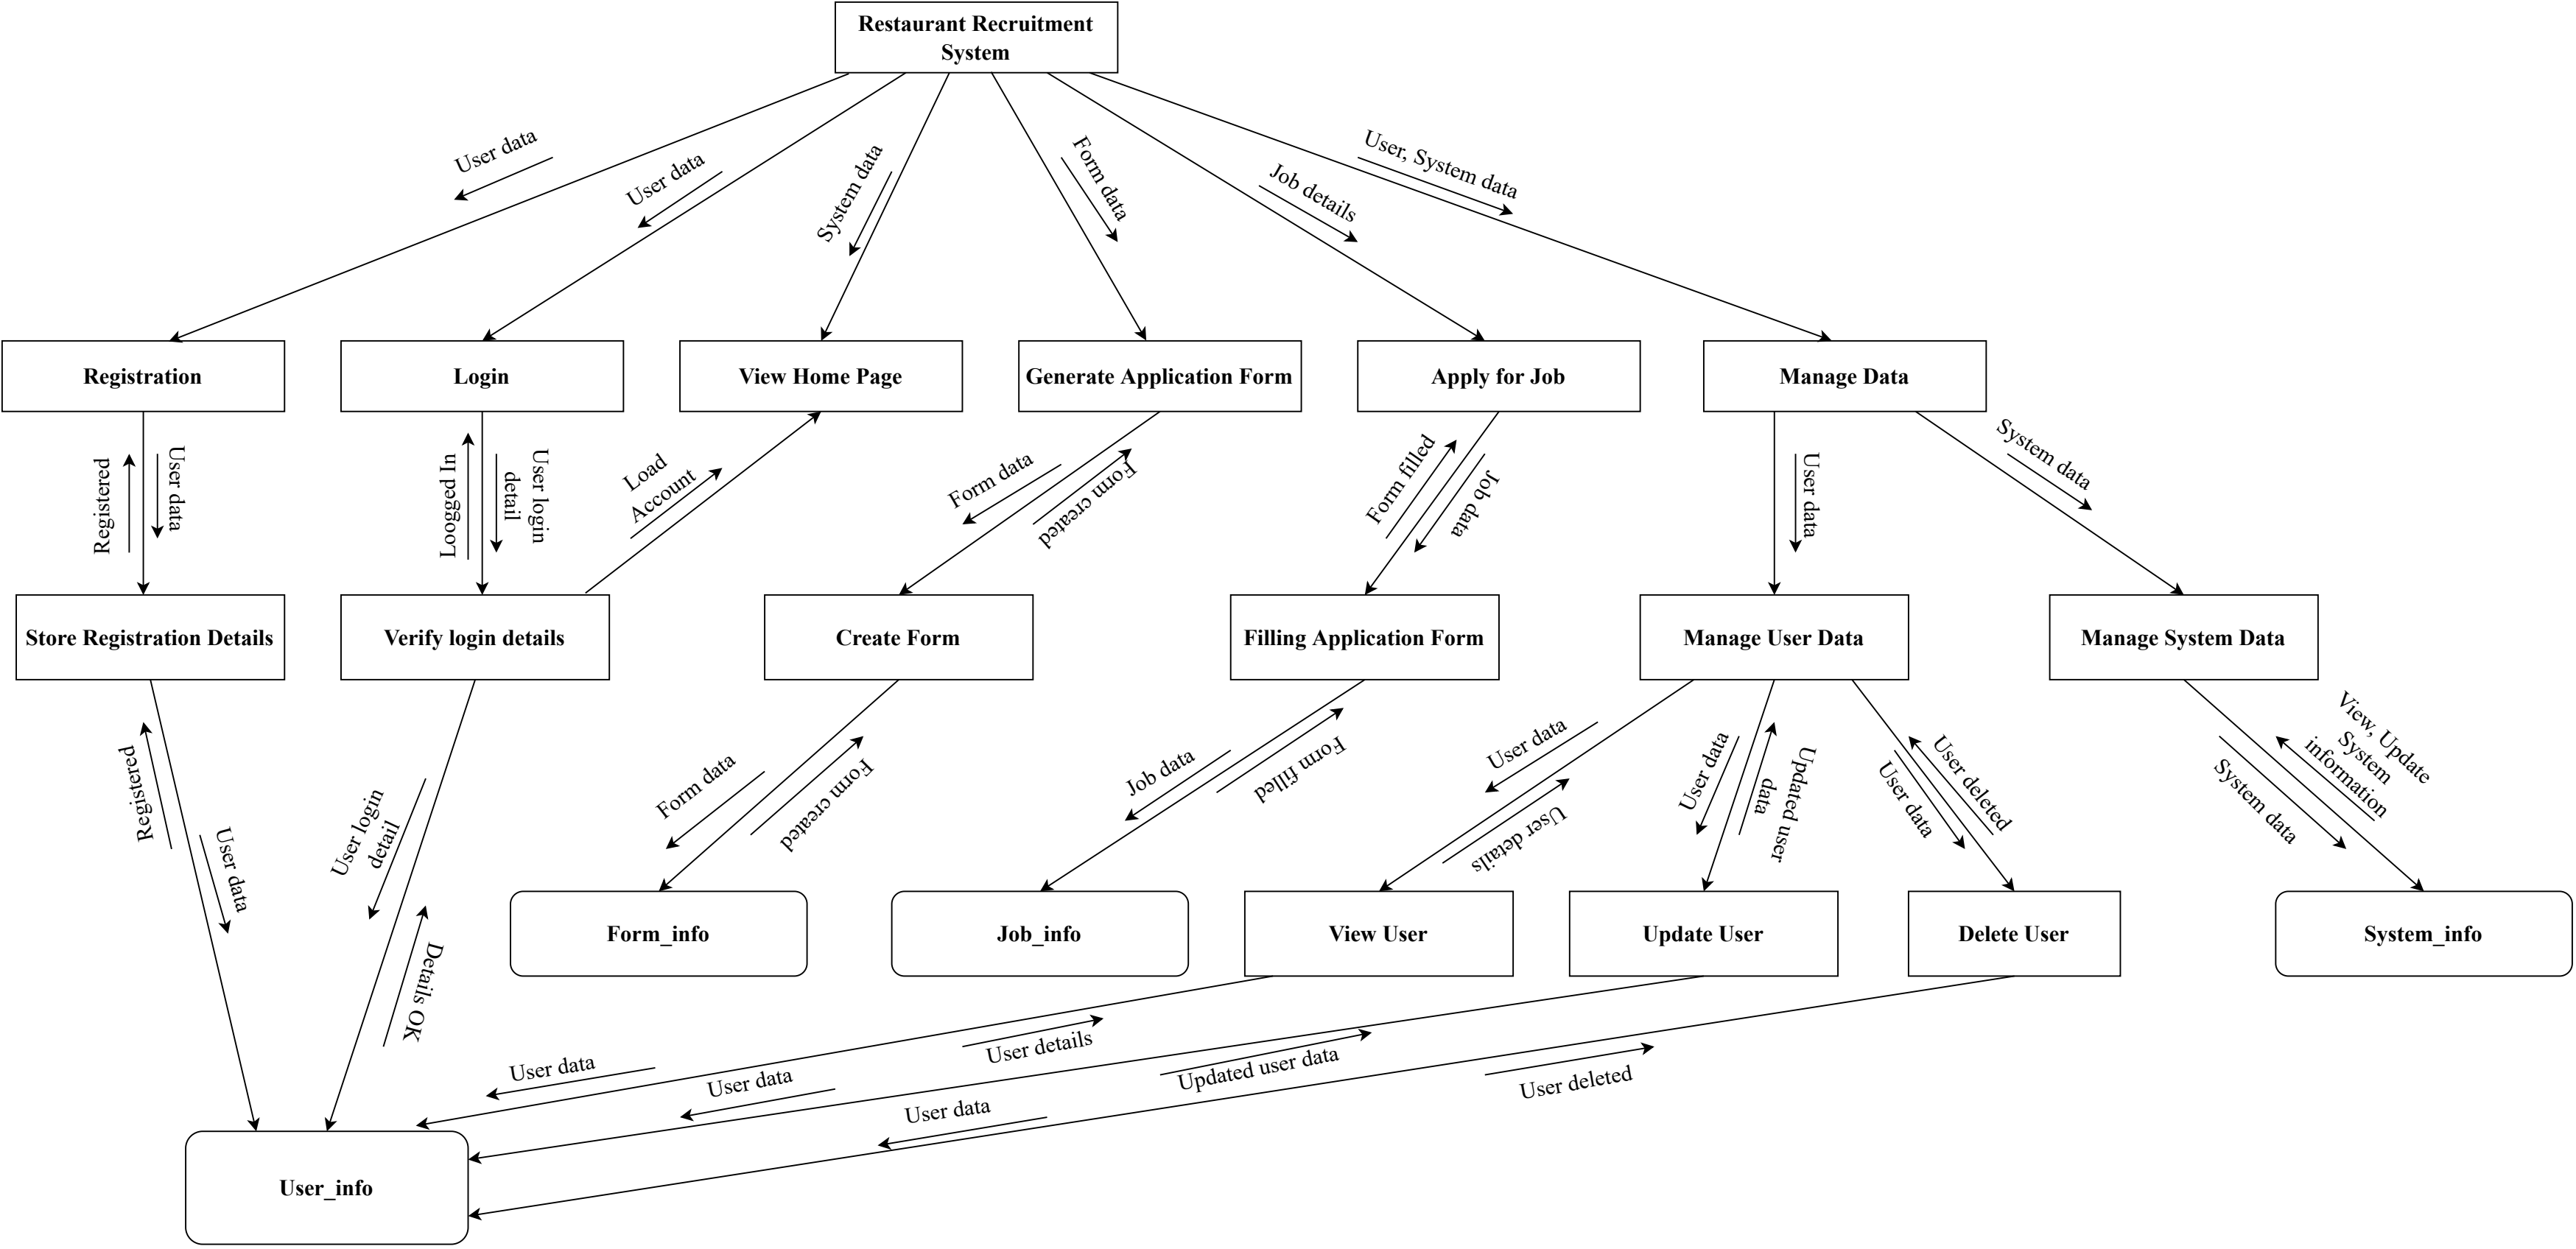 Restaurant Recruitment
System
User data
User data
System data
Form data
Job details
User, System data
Registration
Login
View Home Page
Generate Application Form
Apply for Job
Manage Data
Registered
User data
Logged In
User login
detail
Load
Account
Form data
Form created
Form filled
Job data
User data
System data
Store Registration Details
Verify login details
Create Form
Filling Application Form
Manage User Data
Manage System Data
Registered
User data
User login
detail
Details OK
Form data
Form created
Job data
Form filled
User data
User details
User data
Updated user
data
User data
User deleted
System data
View, Update
System
information
Form_info
Job_info
View User
Update User
Delete User
System_info
User data
User details
User data
Updated user data
User data
User deleted
User_info